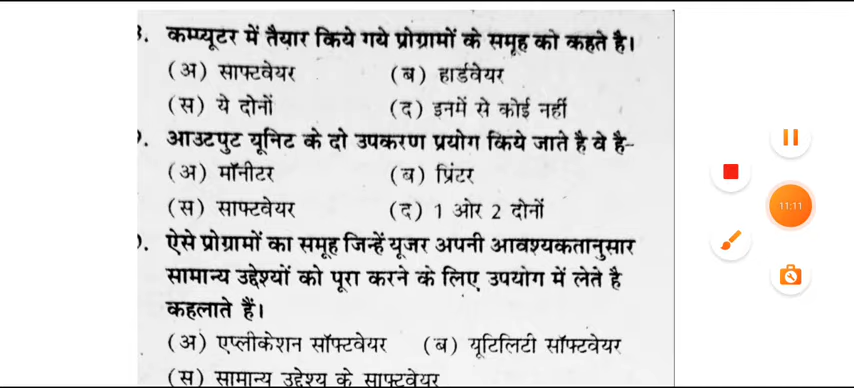 3. कम्प्यूटर में तैयार किये गये प्रोग्रामों के समूह को कहते है।
(अ) साफ्टवेयर (ब) हार्डवेयर
(स) ये दोनों (द) इनमें से कोई नहीं
आउटपुट यूनिट के दो उपकरण प्रयोग किये जाते है वे है-
(अ) मॉनीटर (ब) प्रिंटर
(स) साफ्टवेयर (द) 1 ओर 2 दोनों
ऐसे प्रोग्रामों का समूह जिन्हें यूजर अपनी आवश्यकतानुसार
सामान्य उद्देश्यों को पूरा करने के लिए उपयोग में लेते है
कहलाते हैं।
(अ) एप्लीकेशन सॉफ्टवेयर (ब) यूटिलिटी सॉफ्टवेयर
(स) सामान्य उद्देश्य के साफ्टवेयर
11:11